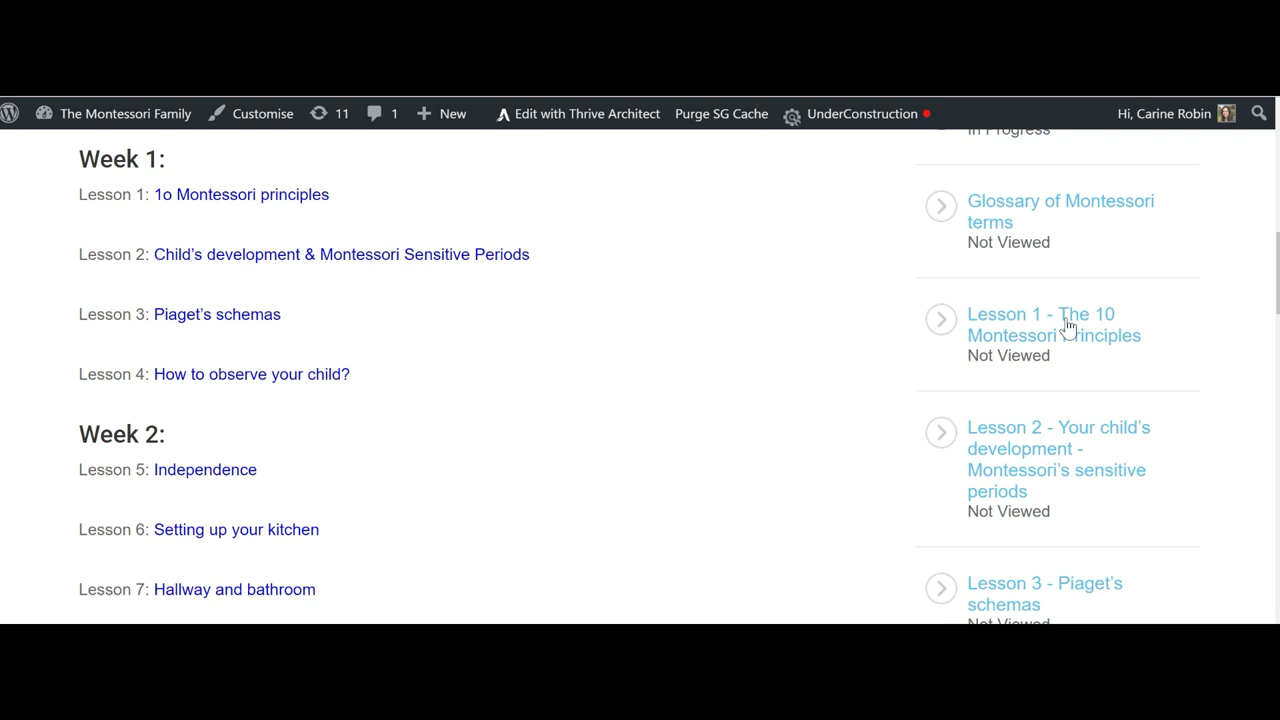 The Montessori Family Customise 11 1 New Edit with Thrive Architect Purge SG Cache UnderConstruction Hi, Carine Robin
Week 1:
Lesson 1: 1o Montessori principles
Lesson 2: Child's development & Montessori Sensitive Periods
Lesson 3: Piaget's schemas
Lesson 4: How to observe your child?
Week 2:
Lesson 5: Independence
Lesson 6: Setting up your kitchen
Lesson 7: Hallway and bathroom
In Progress
Glossary of Montessori
terms
Not Viewed
Lesson 1 - The 10
Montessori Principles
Not Viewed
Lesson 2 - Your child's
development -
Montessori's sensitive
periods
Not Viewed
Lesson 3 - Piaget's
schemas
Not Viewed